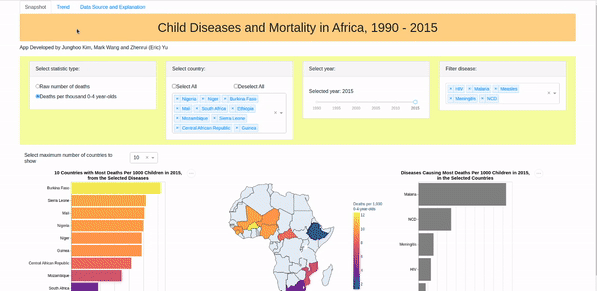 Snapshot Trend Data Source and Explanation
Child Diseases and Mortality in Africa, 1990 - 2015
App Developed by Junghoo Kim, Mark Wang and Zhenrui (Eric) Yu
Select statistic type:
Raw number of deaths
Deaths per thousand 0-4 year-olds
Select country:
Select All Deselect All
× Nigeria × Niger × Burkina Faso
× Mali × South Africa × Ethiopia
× Mozambique × Sierra Leone
× Central African Republic × Guinea
Select year:
Selected year: 2015
1990 1995 2000 2005 2010 2015
Filter disease:
× HIV × Malaria × Measles
× Meningitis × NCD
Select maximum number of countries to
show
10
10 Countries with Most Deaths Per 1000 Children in 2015,
from the Selected Diseases
Burkina Faso
Sierra Leone
Mali
Nigeria
Niger
Guinea
Central African Republic
Mozambique
South Africa
Deaths per 1,000
0-4 year-olds
Diseases Causing Most Deaths Per 1000 Children in 2015,
in the Selected Countries
Malaria
NCD
Meningitis
HIV